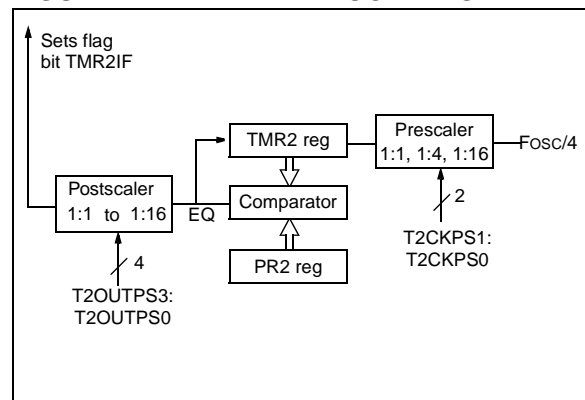 Sets flag
bit TMR2IF
TMR2 reg
Prescaler
1:1, 1:4, 1:16
FOSC/4
Postscaler
1:1 to 1:16
EQ
Comparator
2
T2CKPS1:
T2CKPS0
PR2 reg
4
T2OUTPS3:
T2OUTPS0